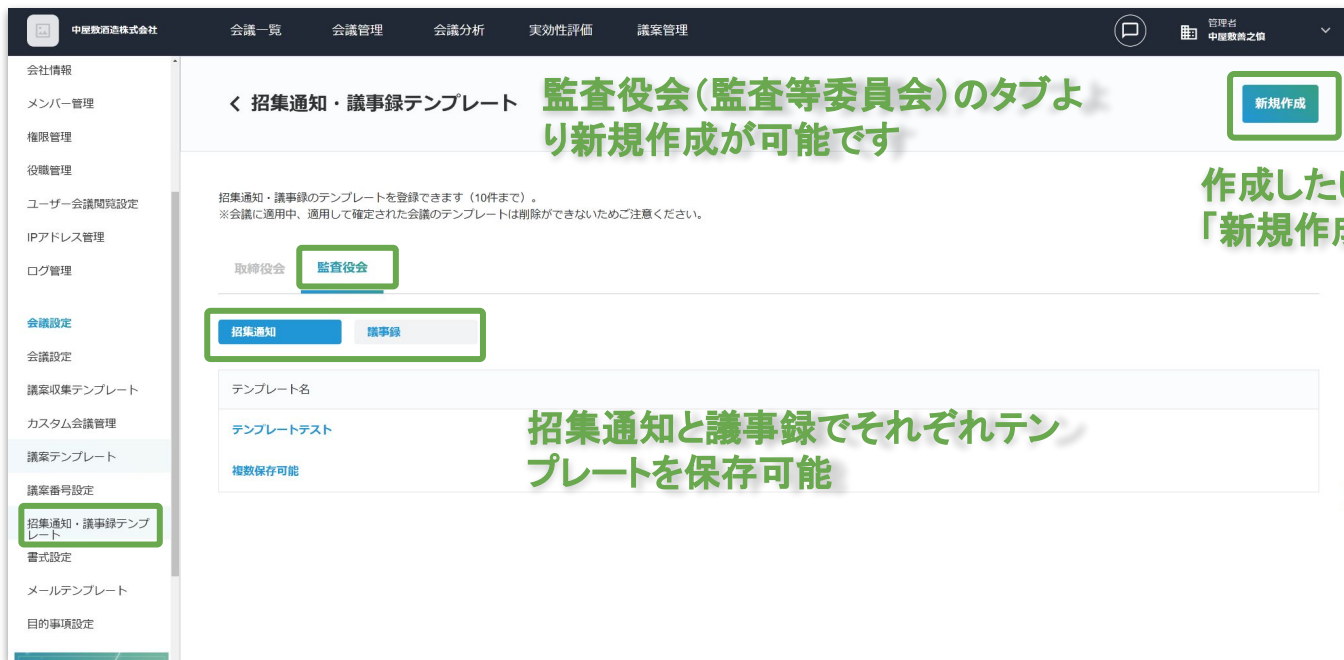 中屋敷酒造株式会社
会議一覧
会議管理
会議分析
実効性評価
議案管理
管理者
中屋敷善之慎
会社情報
メンバー管理
権限管理
役職管理
ユーザー会議閲覧設定
IPアドレス管理
ログ管理
会議設定
会議設定
議案収集テンプレート
カスタム会議管理
議案テンプレート
議案番号設定
招集通知・議事録テンプ
レート
書式設定
メールテンプレート
目的事項設定
招集通知・議事録テンプレート
監査役会(監査等委員会)のタブよ
り新規作成が可能です
新規作成
作成したい
「新規作成
招集通知・議事録のテンプレートを登録できます（10件まで）。
※会議に適用中、適用して確定された会議のテンプレートは削除ができないためご注意ください。
取締役会
監査役会
招集通知
議事録
テンプレート名
テンプレートテスト
複数保存可能
招集通知と議事録でそれぞれテン
プレートを保存可能